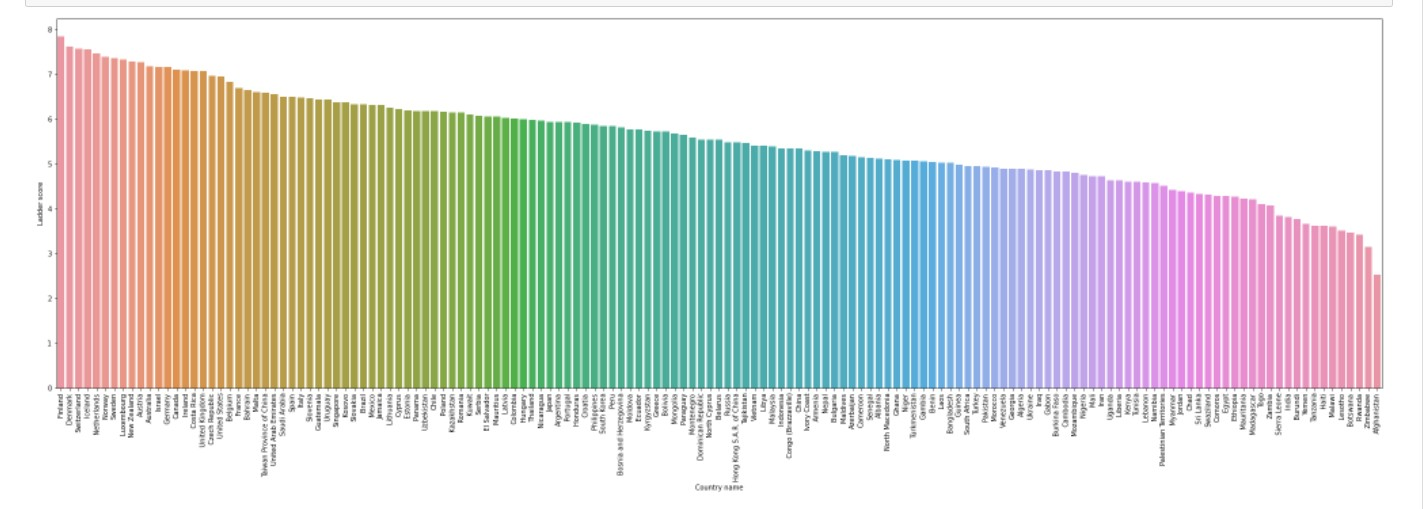 8
7
6
5
4
3
2
1
0
Ladder score
Finland
Denmark
Switzerland
Iceland
Netherlands
Norway
Sweden
Luxembourg
New Zealand
Austria
Australia
Israel
Germany
Canada
Ireland
Costa Rica
United Kingdom
Czech Republic
United States
Belgium
France
Bahrain
Malta
Taiwan Province of China
United Arab Emirates
Saudi Arabia
Spain
Italy
Slovenia
Guatemala
Uruguay
Singapore
Kosovo
Slovakia
Brazil
Mexico
Jamaica
Lithuania
Cyprus
Estonia
Panama
Uzbekistan
Chile
Poland
Kazakhstan
Romania
Kuwait
Serbia
El Salvador
Mauritius
Latvia
Colombia
Hungary
Thailand
Nicaragua
Japan
Argentina
Portugal
Honduras
Croatia
Philippines
South Korea
Peru
Bosnia and Herzegovina
Moldova
Ecuador
Kyrgyzstan
Greece
Bolivia
Mongolia
Paraguay
Montenegro
Dominican Republic
North Cyprus
Belarus
Russia
Hong Kong S.A.R. of China
Tajikistan
Vietnam
Libya
Malaysia
Indonesia
Congo (Brazzaville)
China
Ivory Coast
Armenia
Nepal
Bulgaria
Maldives
Azerbaijan
Cameroon
Senegal
Albania
North Macedonia
Ghana
Niger
Turkmenistan
Gambia
Benin
Laos
Bangladesh
Guinea
South Africa
Turkey
Pakistan
Morocco
Venezuela
Georgia
Algeria
Ukraine
Iraq
Gabon
Burkina Faso
Cambodia
Mozambique
Nigeria
Mali
Iran
Uganda
Liberia
Kenya
Tunisia
Lebanon
Namibia
Palestinian Territories
Myanmar
Jordan
Chad
Sri Lanka
Swaziland
Comoros
Egypt
Ethiopia
Mauritania
Madagascar
Togo
Zambia
Sierra Leone
India
Burundi
Yemen
Tanzania
Haiti
Malawi
Lesotho
Botswana
Rwanda
Zimbabwe
Afghanistan
Country name